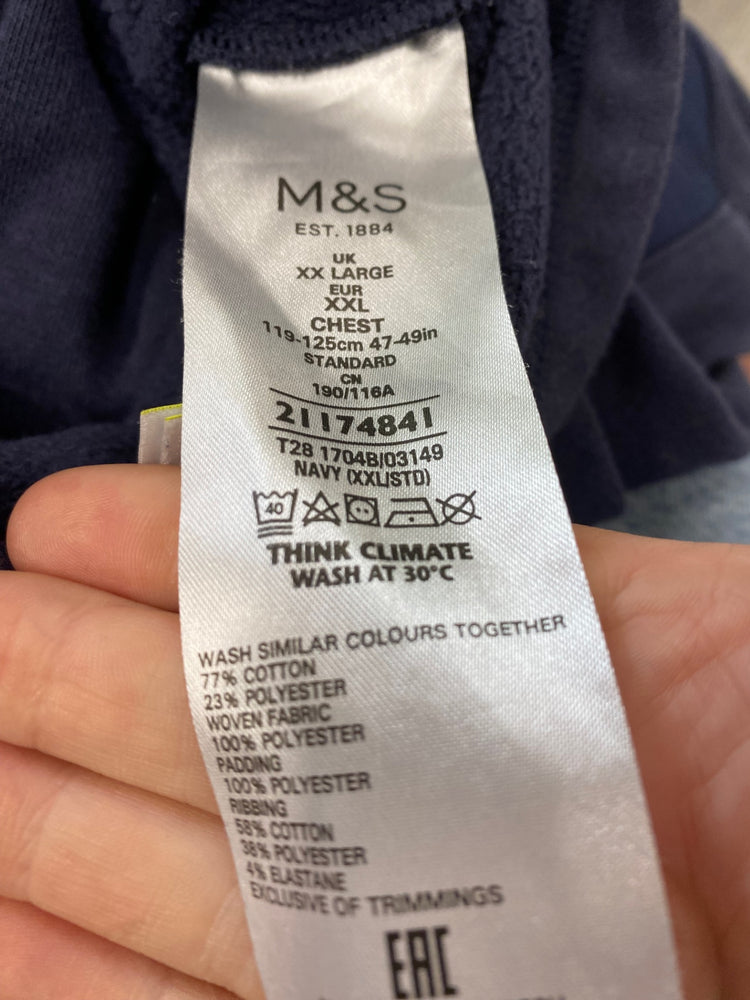 M&S
EST. 1884
UK
XX LARGE
EUR
XXL
CHEST
119-125cm 47-49in
STANDARD
CN
190/116A
21174841
T28 1704B/03149
NAVY (XXL/STD)
40
THINK CLIMATE
WASH AT 30°C
WASH SIMILAR COLOURS TOGETHER
77% COTTON
23% POLYESTER
WOVEN FABRIC
100% POLYESTER
PADDING
100% POLYESTER
RIBBING
58% COTTON
38% POLYESTER
4% ELASTANE
EXCLUSIVE OF TRIMMINGS
EAC